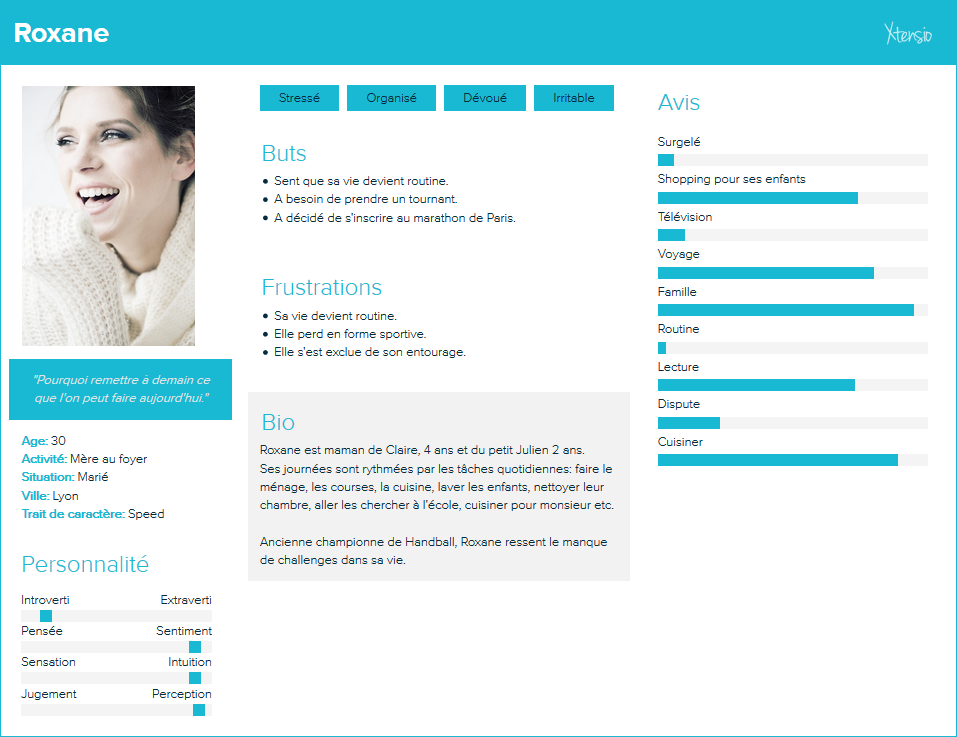 Roxane
Xtensio
"Pourquoi remettre à demain ce
que l'on peut faire aujourd'hui."
Age: 30
Activité: Mère au foyer
Situation: Marié
Ville: Lyon
Trait de caractère: Speed
Personnalité
Introverti Extraverti
Pensée Sentiment
Sensation Intuition
Jugement Perception
Stressé Organisé Dévoué Irritable
Buts
• Sent que sa vie devient routine.
• A besoin de prendre un tournant.
• A décidé de s'inscrire au marathon de Paris.
Frustrations
• Sa vie devient routine.
• Elle perd en forme sportive.
• Elle s'est exclue de son entourage.
Bio
Roxane est maman de Claire, 4 ans et du petit Julien 2 ans.
Ses journées sont rythmées par les tâches quotidiennes: faire le
ménage, les courses, la cuisine, laver les enfants, nettoyer leur
chambre, aller les chercher à l'école, cuisiner pour monsieur etc.
Ancienne championne de Handball, Roxane ressent le manque
de challenges dans sa vie.
Avis
Surgelé
Shopping pour ses enfants
Télévision
Voyage
Famille
Routine
Lecture
Dispute
Cuisiner